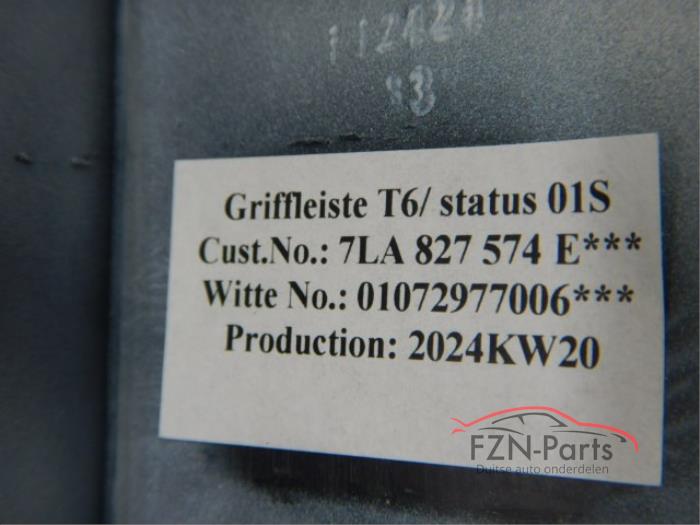 112424
Griffleiste T6/ status 01S
Cust.No.: 7LA 827 574 E***
Witte No.: 01072977006***
Production: 2024KW20
FZN-Parts
Duitse auto onderdelen